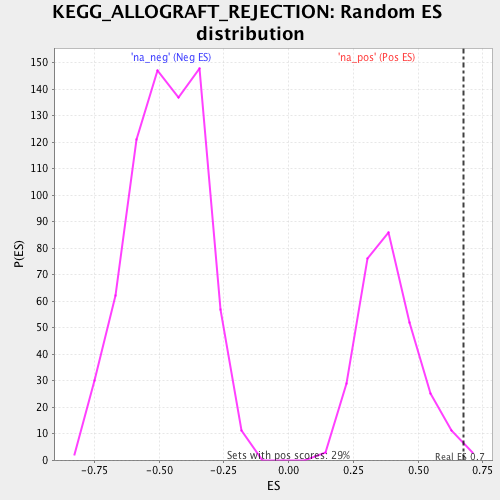 KEGG_ALLOGRAFT_REJECTION: Random ES
distribution
'na_neg' (Neg ES)
'na_pos' (Pos ES)
150
140
130
120
110
100
90
80
70
60
50
40
30
20
10
0
P(ES)
Sets with pos scores: 29%
Real ES 0.7
-0.75
-0.50
-0.25
0.00
0.25
0.50
0.75
ES